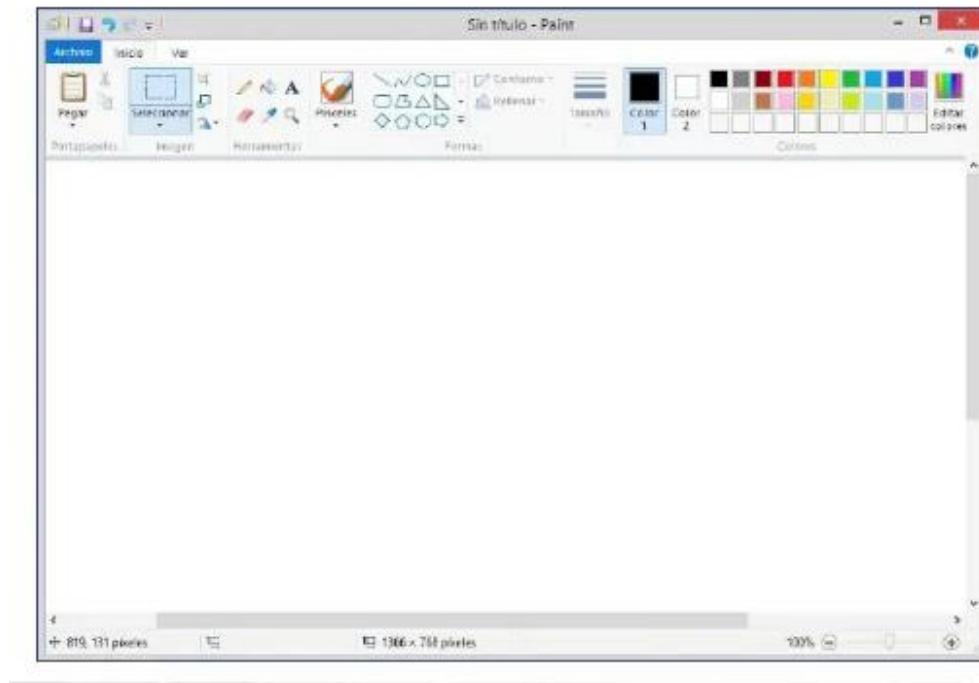 Sin título - Paint
Archivo Inicio Ver
Pegar
Seleccionar
A
Pinceles
Contorno
Rellenar
Tamaño
Color 1
Color 2
Editar colores
Portapapeles Imagen Herramientas Formas Colores
819, 131 píxeles
1366 × 768 píxeles
100%